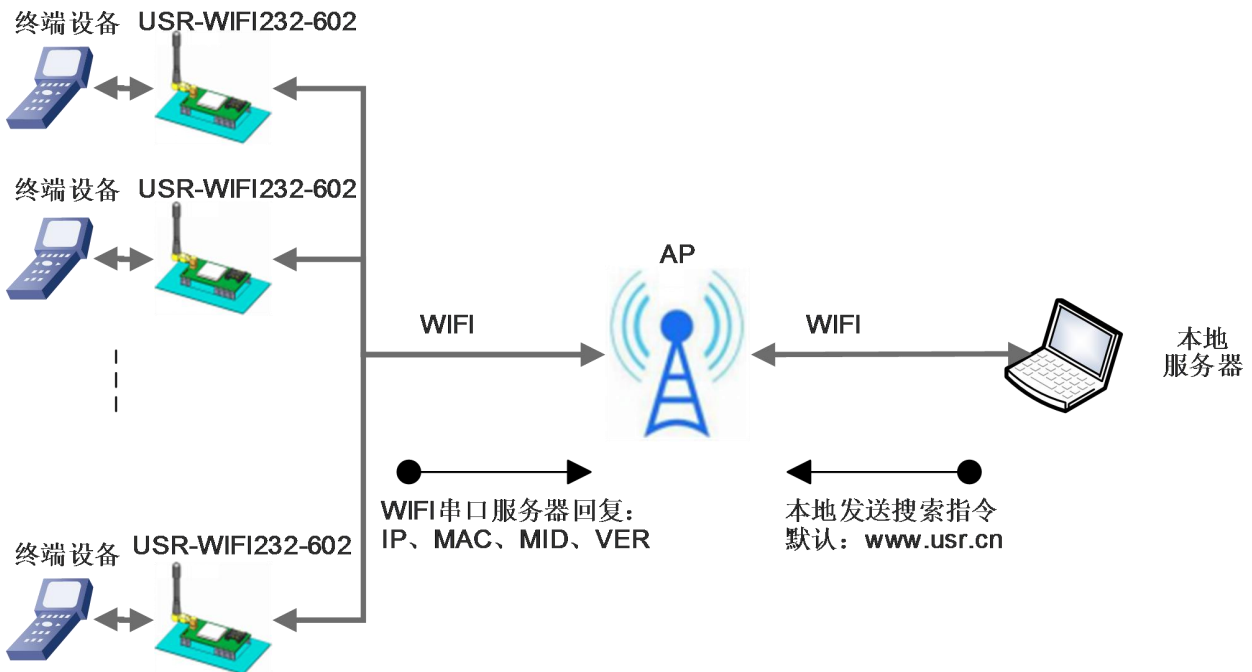 终端设备 USR-WIFI232-602
终端设备 USR-WIFI232-602
AP
WIFI
WIFI
本地
服务器
WIFI串口服务器回复：
IP、MAC、MID、VER
本地发送搜索指令
默认：www.usr.cn
终端设备 USR-WIFI232-602